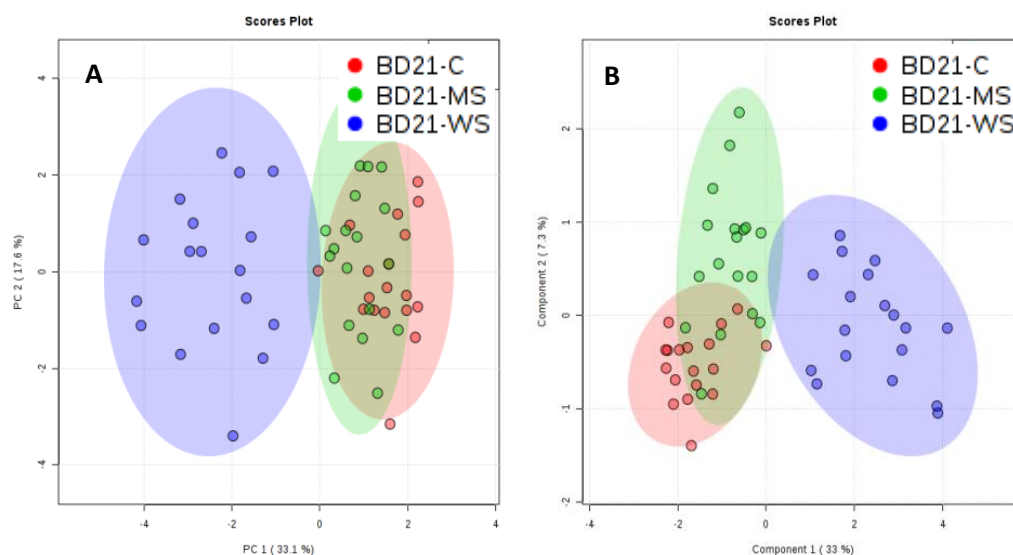 Scores Plot
A
BD21-C
BD21-MS
BD21-WS
4
2
0
-2
-4
PC 2 ( 17.6 %)
-4
-2
0
2
4
PC 1 ( 33.1 %)
Scores Plot
B
BD21-C
BD21-MS
BD21-WS
2
1
0
-1
-2
Component 2 ( 7.3 %)
-4
-2
0
2
4
Component 1 ( 33 %)